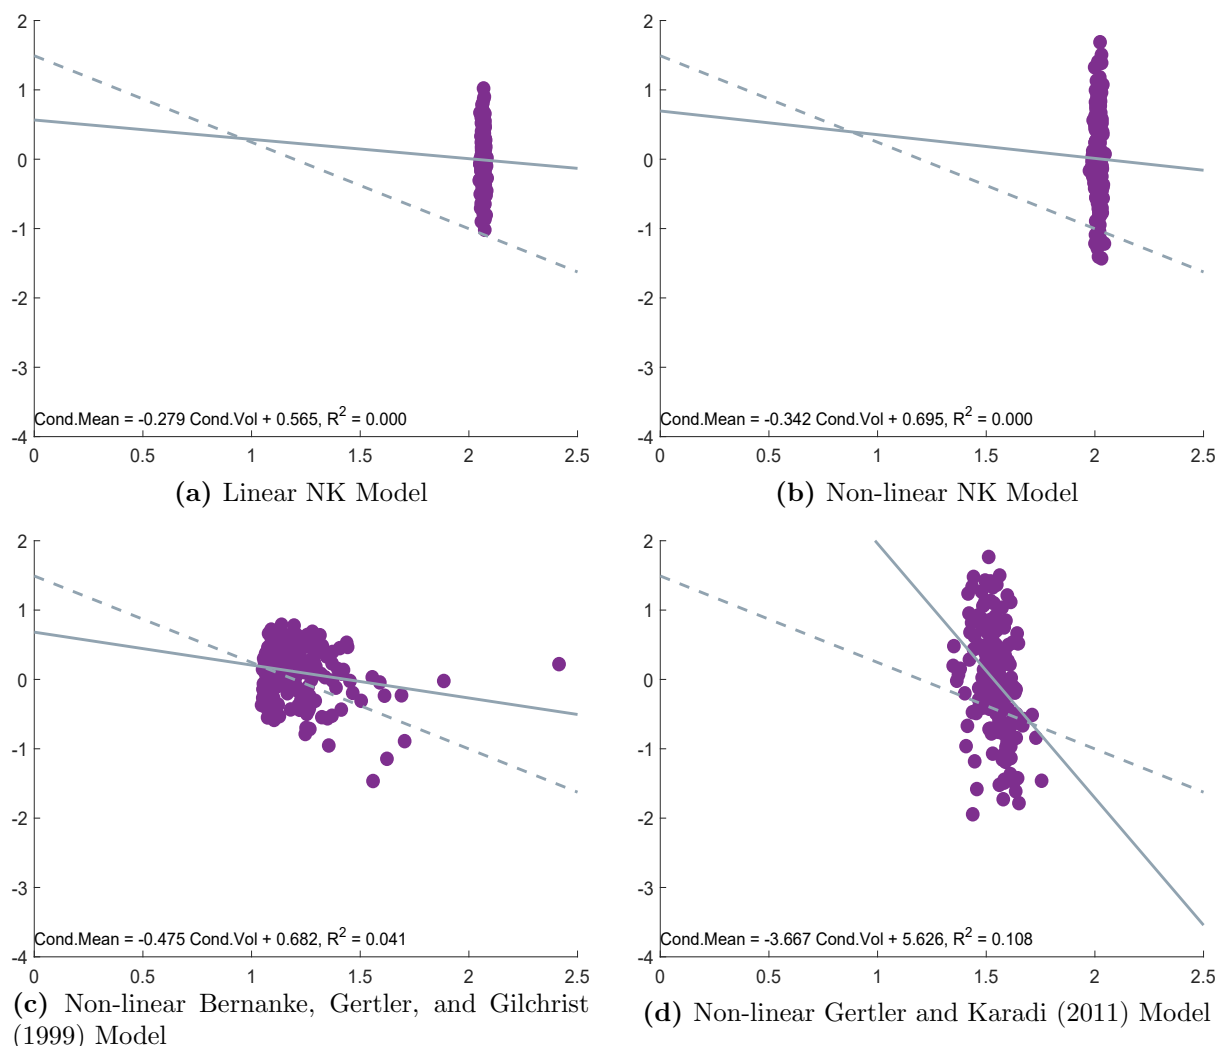 2
1
0
-1
-2
-3
-4
Cond.Mean = -0.279 Cond.Vol + 0.565, R² = 0.000
0 0.5 1 1.5 2 2.5
(a) Linear NK Model
2
1
0
-1
-2
-3
-4
Cond.Mean = -0.342 Cond.Vol + 0.695, R² = 0.000
0 0.5 1 1.5 2 2.5
(b) Non-linear NK Model
2
1
0
-1
-2
-3
-4
Cond.Mean = -0.475 Cond.Vol + 0.682, R² = 0.041
0 0.5 1 1.5 2 2.5
(c) Non-linear Bernanke, Gertler, and Gilchrist
(1999) Model
2
1
0
-1
-2
-3
-4
Cond.Mean = -3.667 Cond.Vol + 5.626, R² = 0.108
0 0.5 1 1.5 2 2.5
(d) Non-linear Gertler and Karadi (2011) Model